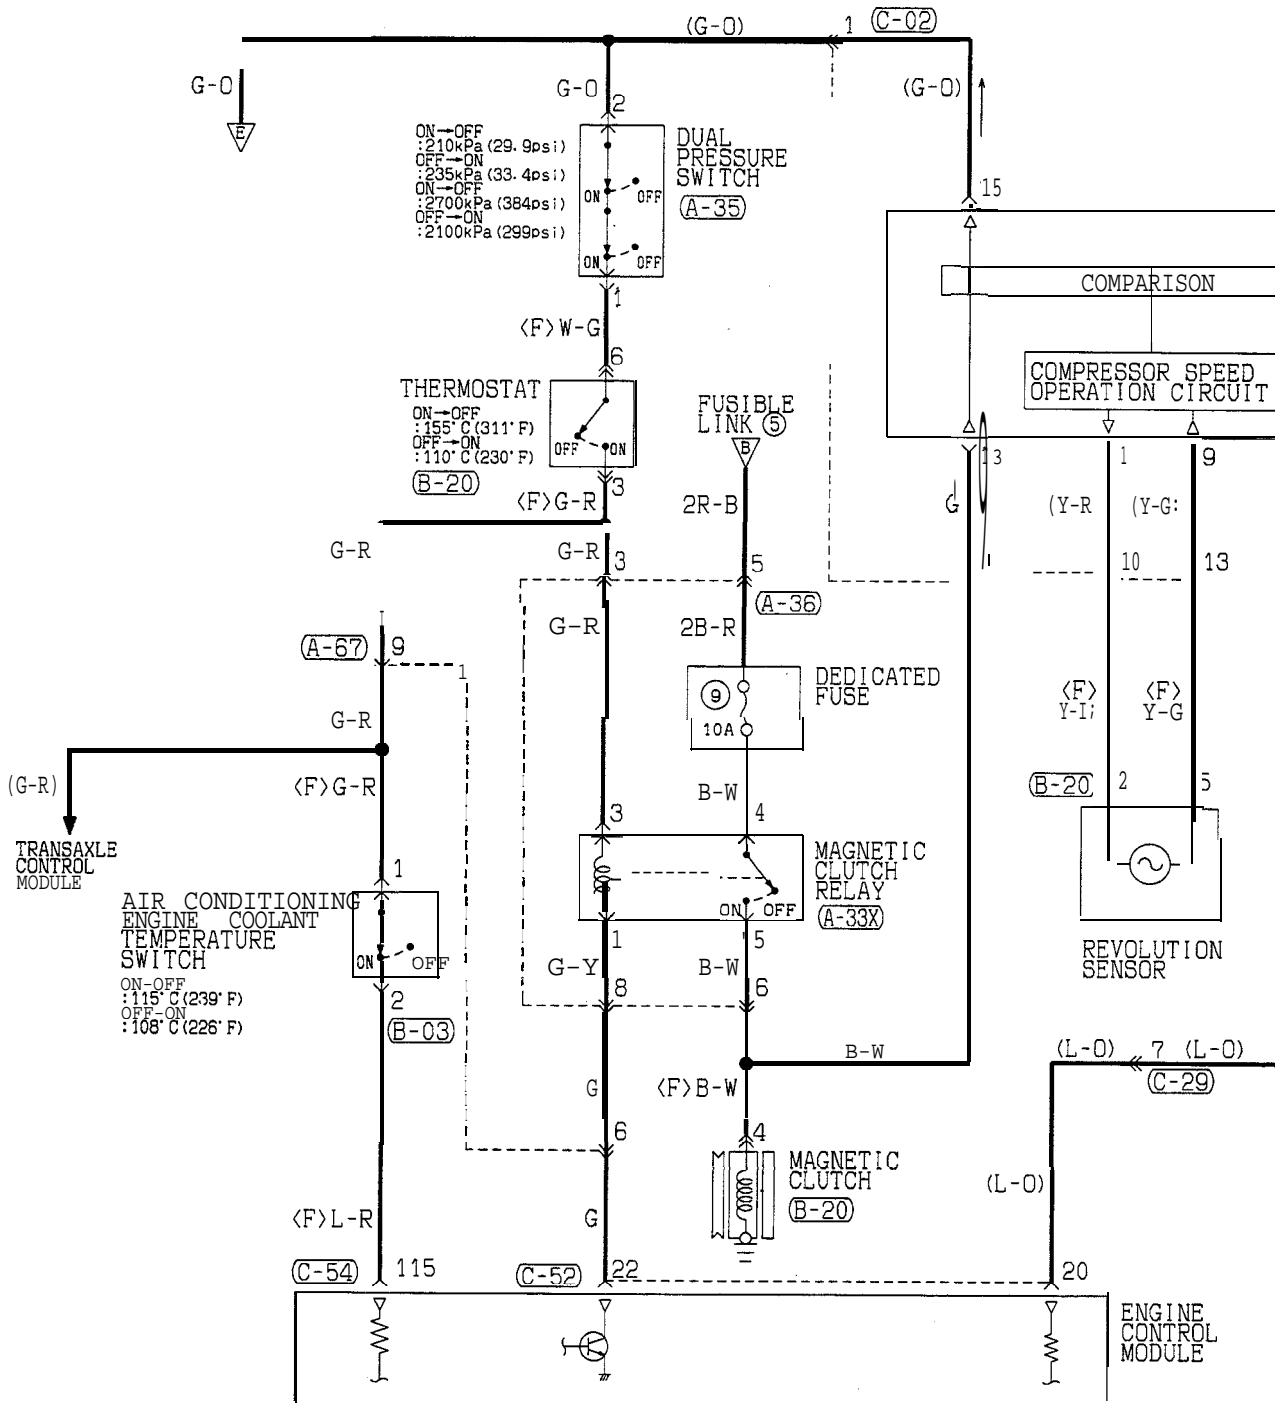 (G-O) 1 (C-02)
G-O
G-O
(G-O)
2
E
ON→OFF
:210kPa (29.9psi)
OFF→ON
:235kPa (33.4psi)
ON→OFF
:2700kPa (384psi)
OFF→ON
:2100kPa (299psi)
ON OFF
ON OFF
DUAL
PRESSURE
SWITCH
(A-35)
15
COMPARISON
COMPRESSOR SPEED
OPERATION CIRCUIT
1
<F>W-G
6
THERMOSTAT
ON→OFF
:155°C (311°F)
OFF→ON
:110°C (230°F)
(B-20)
OFF ON
3
<F>G-R
FUSIBLE
LINK 5
B
2R-B
13
G
1
9
(Y-R
(Y-G:
10
13
G-R
G-R
3
5
(A-36)
G-R
2B-R
(A-67) 9
1
DEDICATED
FUSE
9
10A
<F>
Y-I;
<F>
Y-G
G-R
(G-R)
<F>G-R
B-W
(B-20) 2
5
TRANSAXLE
CONTROL
MODULE
3
4
MAGNETIC
CLUTCH
RELAY
(A-33X)
ON OFF
1
AIR CONDITIONING
ENGINE COOLANT
TEMPERATURE
SWITCH
ON-OFF
:115°C (239°F)
OFF-ON
:108°C (226°F)
ON OFF
2
(B-03)
1
5
G-Y
B-W
8
6
REVOLUTION
SENSOR
B-W
(L-O) 7 (L-O)
(C-29)
G
<F>B-W
6
4
MAGNETIC
CLUTCH
(B-20)
(L-O)
<F>L-R
G
(C-54) 115
(C-52) 22
20
ENGINE
CONTROL
MODULE